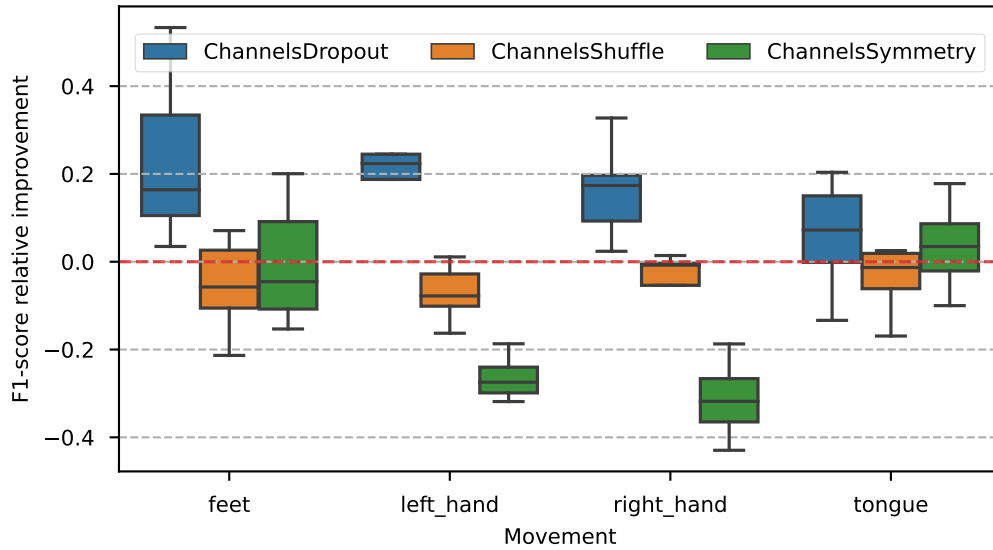 ChannelsDropout ChannelsShuffle ChannelsSymmetry
F1-score relative improvement
0.4
0.2
0.0
−0.2
−0.4
feet left_hand right_hand tongue
Movement